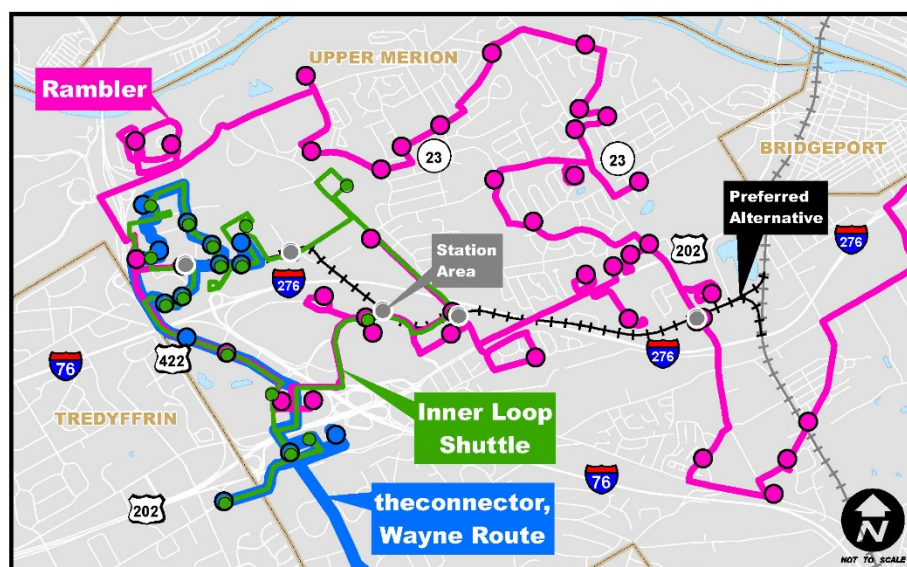 UPPER MERION
Rambler
23
23
BRIDGEPORT
Preferred
Alternative
202
276
Station
Area
276
276
422
76
TREDYFFRIN
Inner Loop
Shuttle
76
theconnector,
Wayne Route
202
N
NOT TO SCALE